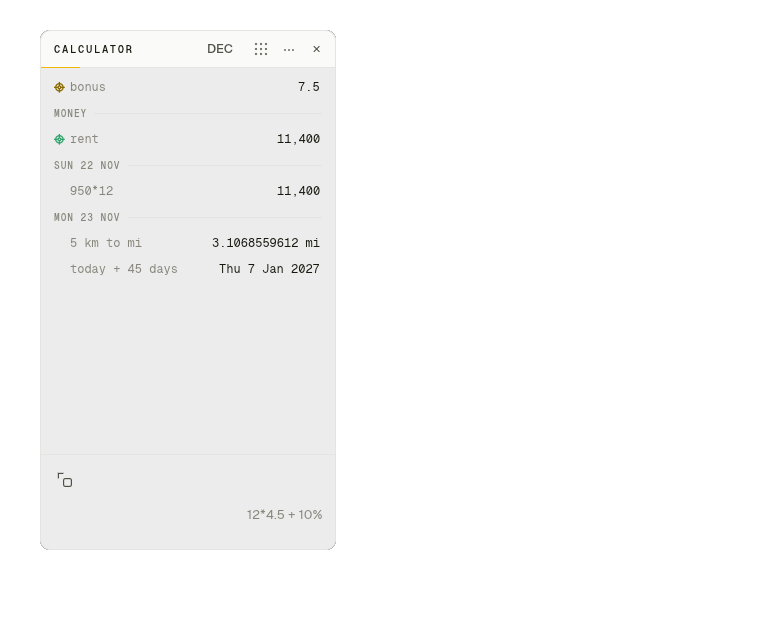 CALCULATOR DEC ··· ×
bonus 7.5
MONEY
rent 11,400
SUN 22 NOV
950*12 11,400
MON 23 NOV
5 km to mi 3.1068559612 mi
today + 45 days Thu 7 Jan 2027
12*4.5 + 10%